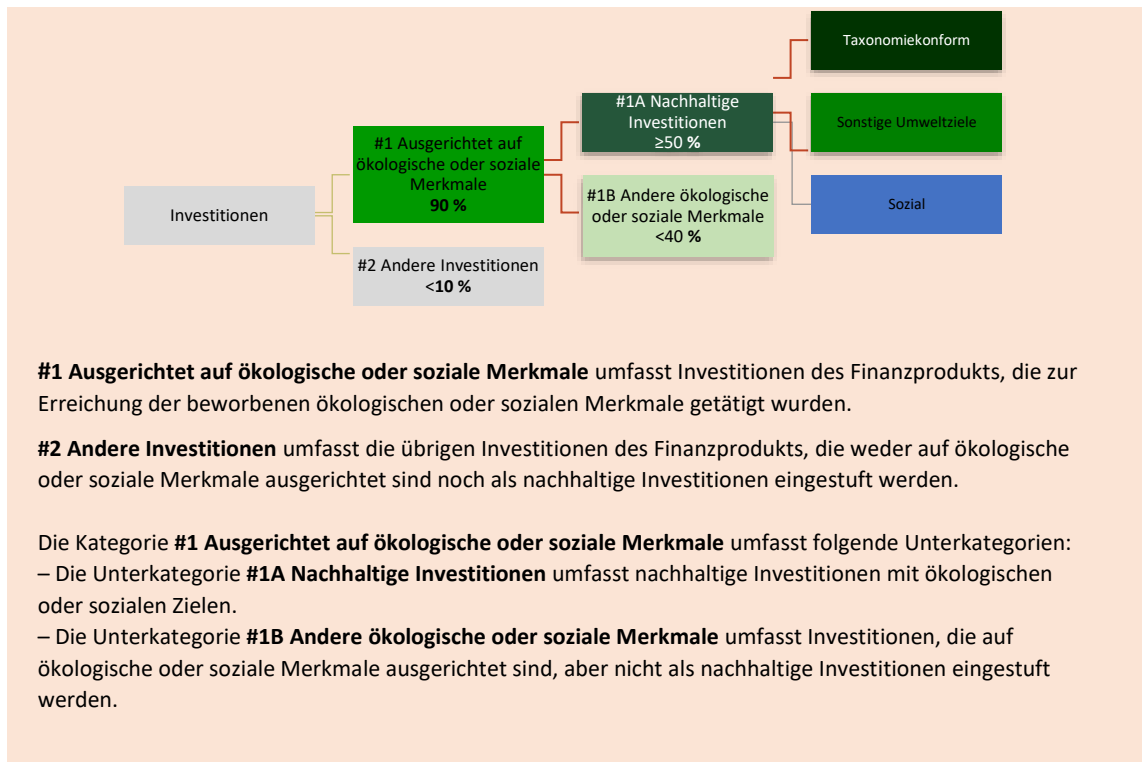 Taxonomiekonform
#1A Nachhaltige
Investitionen
≥50 %
Sonstige Umweltziele
#1 Ausgerichtet auf
ökologische oder soziale
Merkmale
90 %
#1B Andere ökologische
oder soziale Merkmale
<40 %
Investitionen
Sozial
#2 Andere Investitionen
<10 %
#1 Ausgerichtet auf ökologische oder soziale Merkmale umfasst Investitionen des Finanzprodukts, die zur
Erreichung der beworbenen ökologischen oder sozialen Merkmale getätigt wurden.
#2 Andere Investitionen umfasst die übrigen Investitionen des Finanzprodukts, die weder auf ökologische
oder soziale Merkmale ausgerichtet sind noch als nachhaltige Investitionen eingestuft werden.
Die Kategorie #1 Ausgerichtet auf ökologische oder soziale Merkmale umfasst folgende Unterkategorien:
– Die Unterkategorie #1A Nachhaltige Investitionen umfasst nachhaltige Investitionen mit ökologischen
oder sozialen Zielen.
– Die Unterkategorie #1B Andere ökologische oder soziale Merkmale umfasst Investitionen, die auf
ökologische oder soziale Merkmale ausgerichtet sind, aber nicht als nachhaltige Investitionen eingestuft
werden.